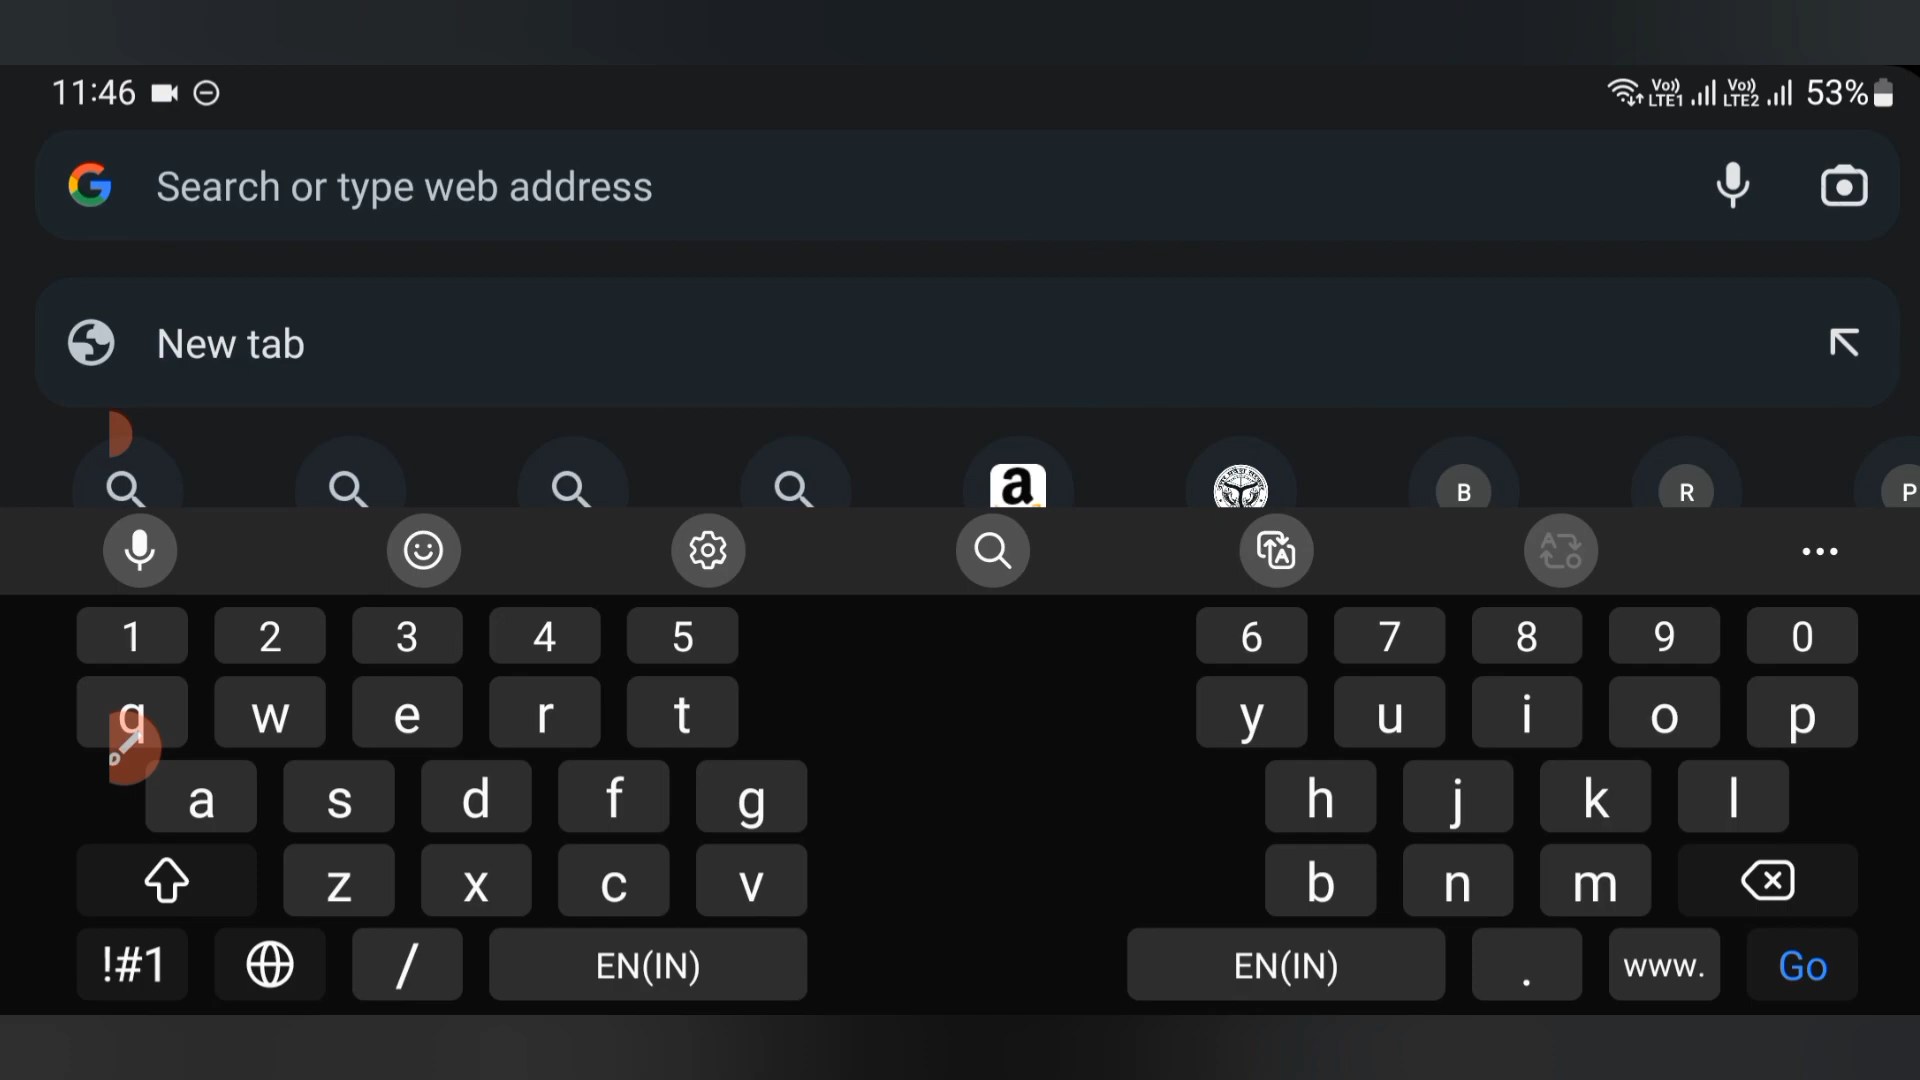 11:46
Vo)) LTE1 Vo)) LTE2 53%
Search or type web address
New tab
a B R P
1 2 3 4 5 6 7 8 9 0
q w e r t y u i o p
a s d f g h j k l
z x c v b n m
!#1 / EN(IN) EN(IN) . www. Go